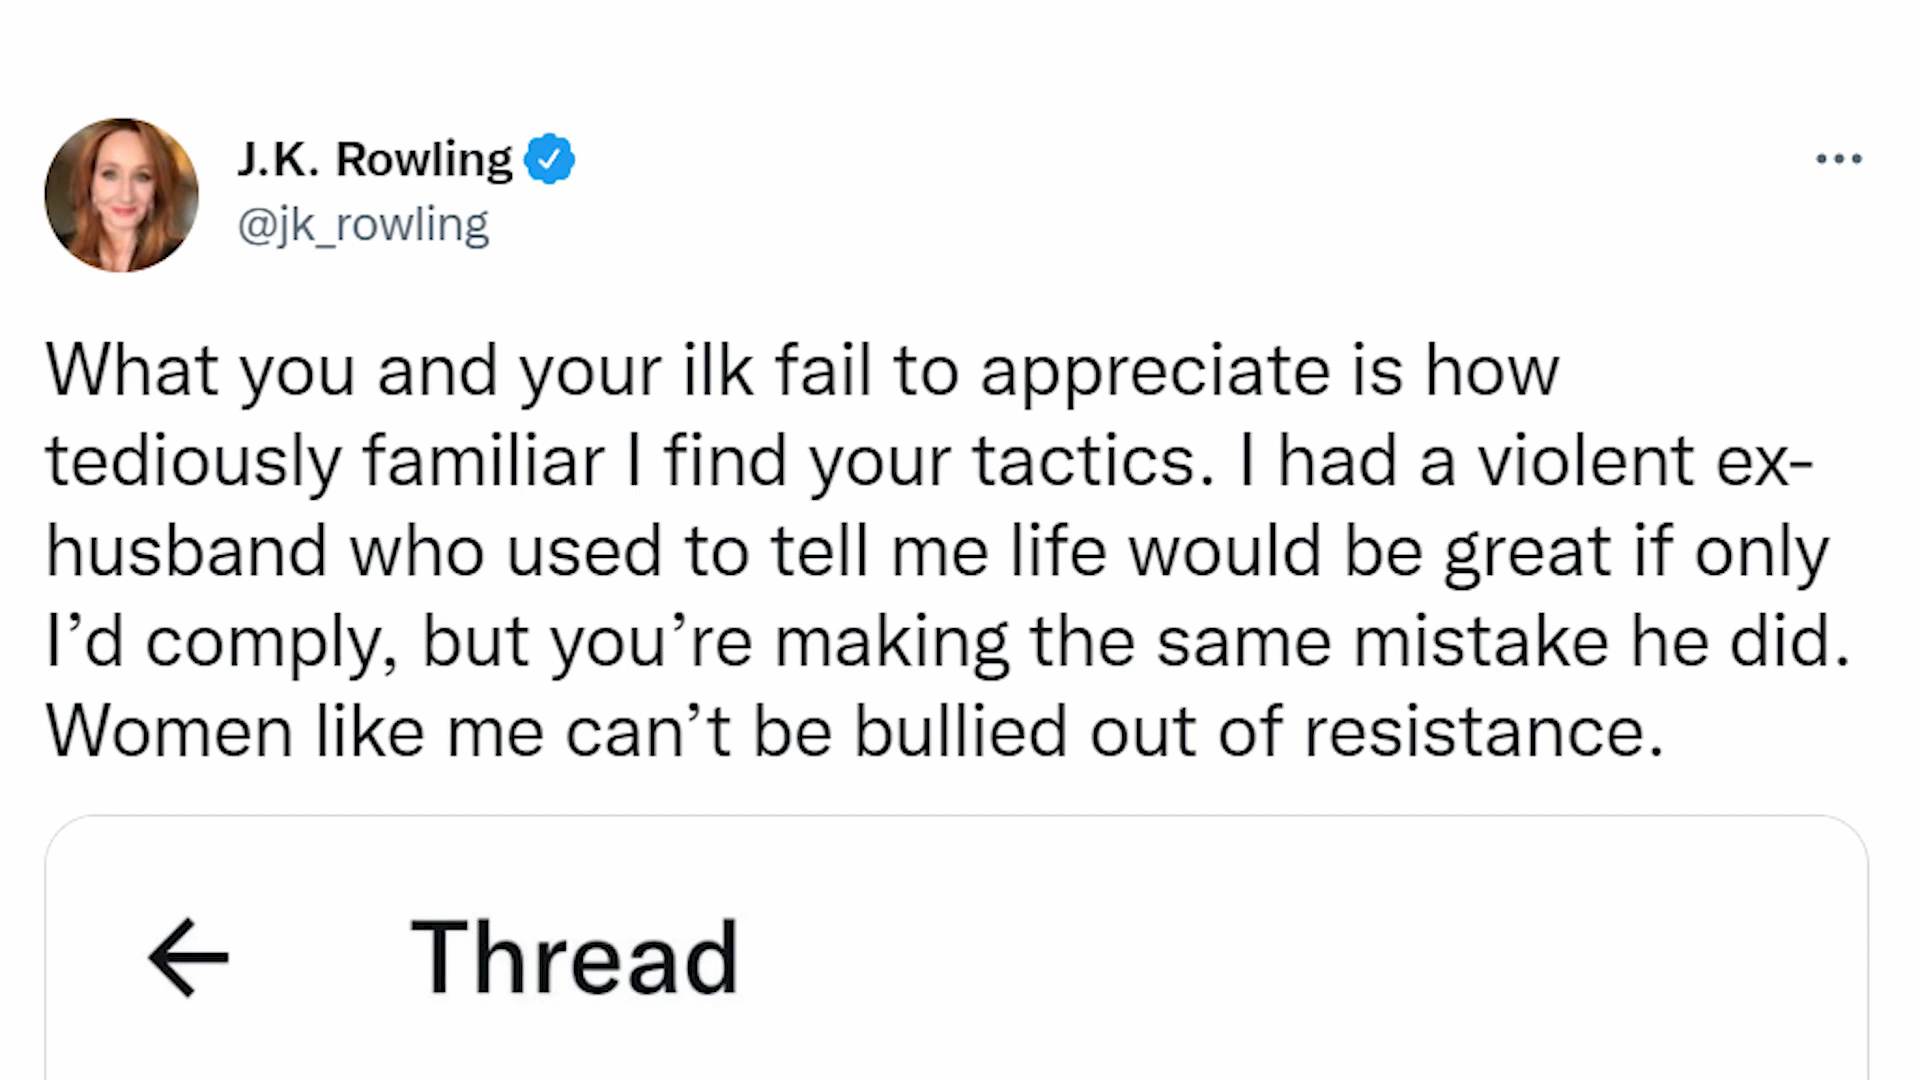 J.K. Rowling
@jk_rowling
What you and your ilk fail to appreciate is how
tediously familiar I find your tactics. I had a violent ex-
husband who used to tell me life would be great if only
I’d comply, but you’re making the same mistake he did.
Women like me can’t be bullied out of resistance.
Thread